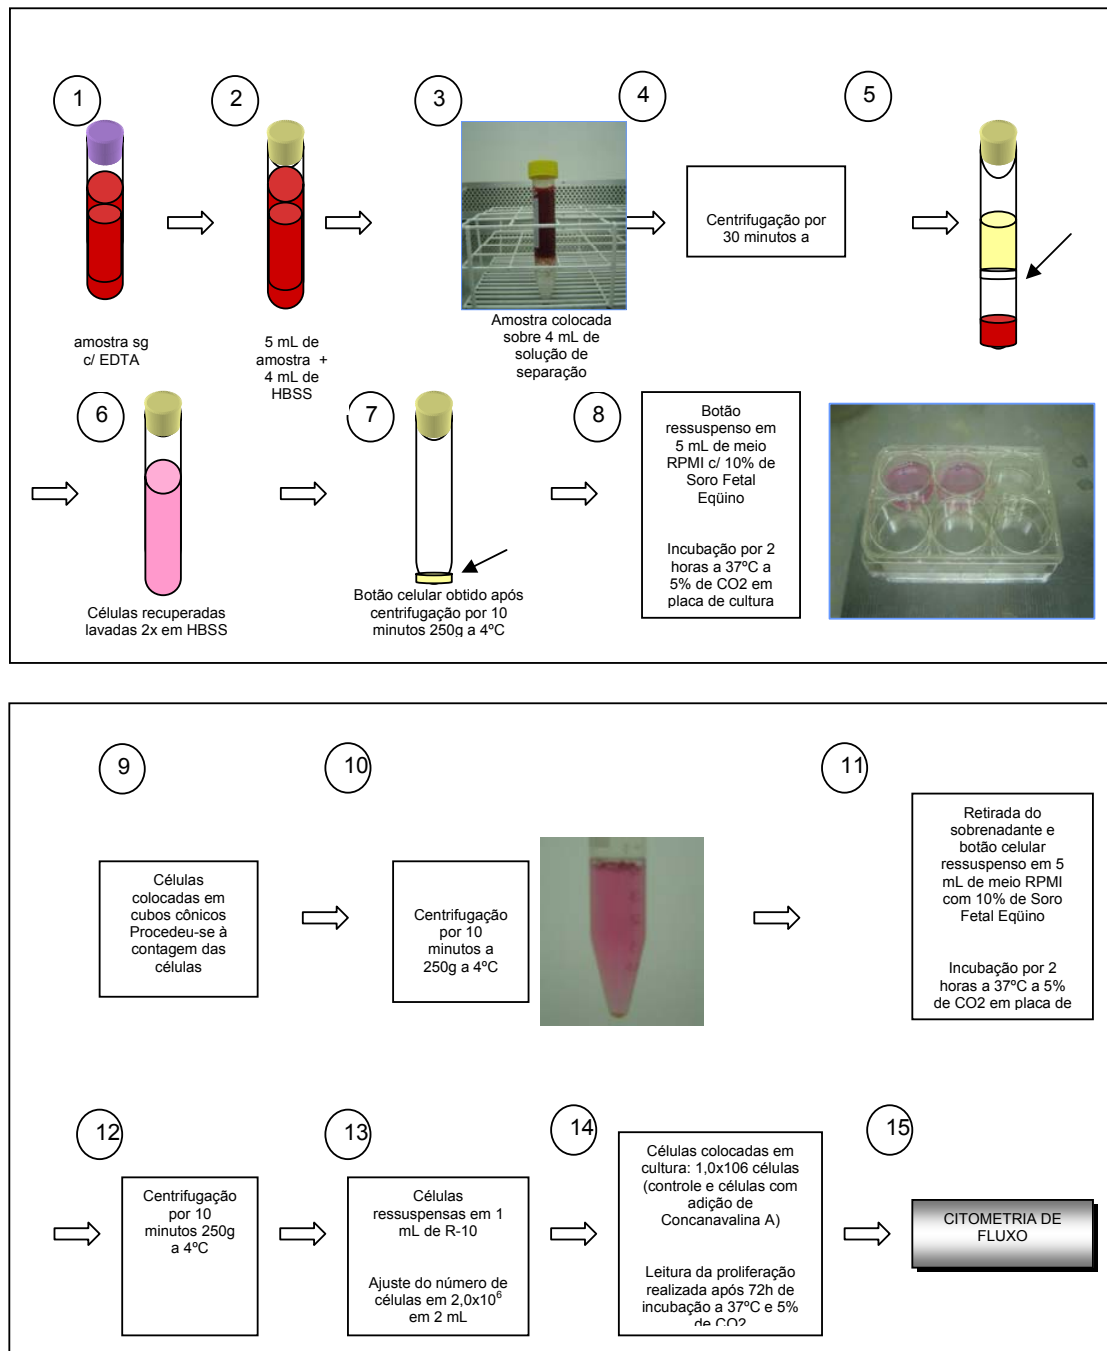 1
2
3
4
5
amostra sg
c/ EDTA
5 mL de
amostra +
4 mL de
HBSS
Amostra colocada
sobre 4 mL de
solução de
separação
Centrifugação por
30 minutos a
6
7
8
Células recuperadas
lavadas 2x em HBSS
Botão celular obtido após
centrifugação por 10
minutos 250g a 4ºC
Botão
ressuspenso em
5 mL de meio
RPMI c/ 10% de
Soro Fetal
Eqüino
Incubação por 2
horas a 37ºC a
5% de CO2 em
placa de cultura
9
10
11
Células
colocadas em
cubos cônicos
Procedeu-se à
contagem das
células
Centrifugação
por 10
minutos a
250g a 4ºC
Retirada do
sobrenadante e
botão celular
ressuspenso em 5
mL de meio RPMI
com 10% de Soro
Fetal Eqüino
Incubação por 2
horas a 37ºC a 5%
de CO2 em placa de
12
13
14
15
Centrifugação
por 10
minutos 250g
a 4ºC
Células
ressuspensas em 1
mL de R-10
Ajuste do número de
células em 2,0x10⁶
em 2 mL
Células colocadas em
cultura: 1,0x106 células
(controle e células com
adição de
Concanavalina A)
Leitura da proliferação
realizada após 72h de
incubação a 37ºC e 5%
de CO2
CITOMETRIA DE
FLUXO